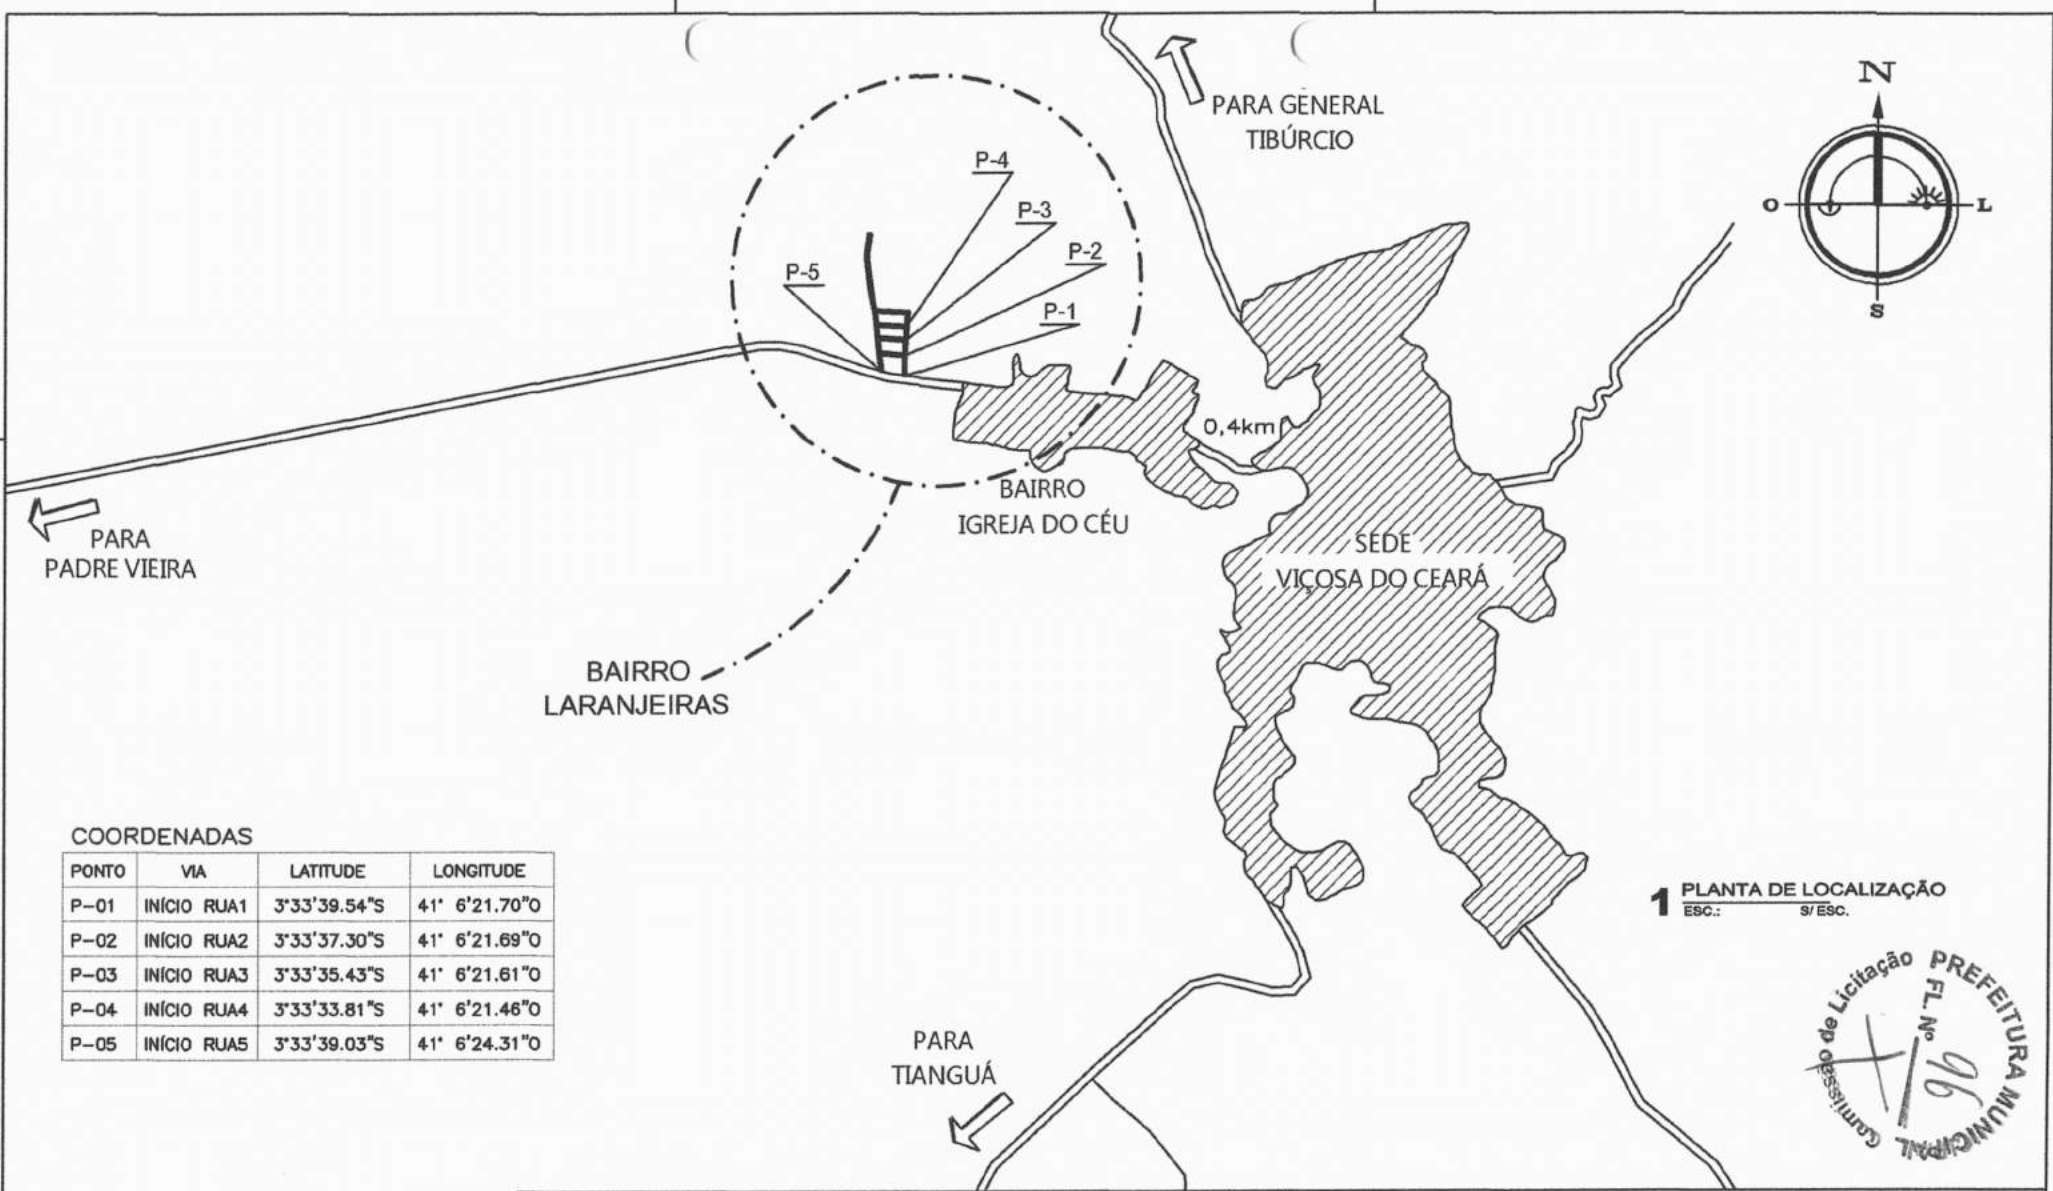 PARA GENERAL
TIBÚRCIO
N
O
L
S
P-4
P-3
P-2
P-5
P-1
0,4km
BAIRRO
IGREJA DO CÉU
PARA
PADRE VIEIRA
SEDE
VIÇOSA DO CEARÁ
BAIRRO
LARANJEIRAS
COORDENADAS
PONTO VIA LATITUDE LONGITUDE
P-01 INÍCIO RUA1 3°33'39.54"S 41° 6'21.70"O
P-02 INÍCIO RUA2 3°33'37.30"S 41° 6'21.69"O
P-03 INÍCIO RUA3 3°33'35.43"S 41° 6'21.61"O
P-04 INÍCIO RUA4 3°33'33.81"S 41° 6'21.46"O
P-05 INÍCIO RUA5 3°33'39.03"S 41° 6'24.31"O
1 PLANTA DE LOCALIZAÇÃO
ESC.: S/ ESC.
PARA
TIANGUÁ
PREFEITURA MUNICIPAL
Comissão de Licitação
FL. Nº 96